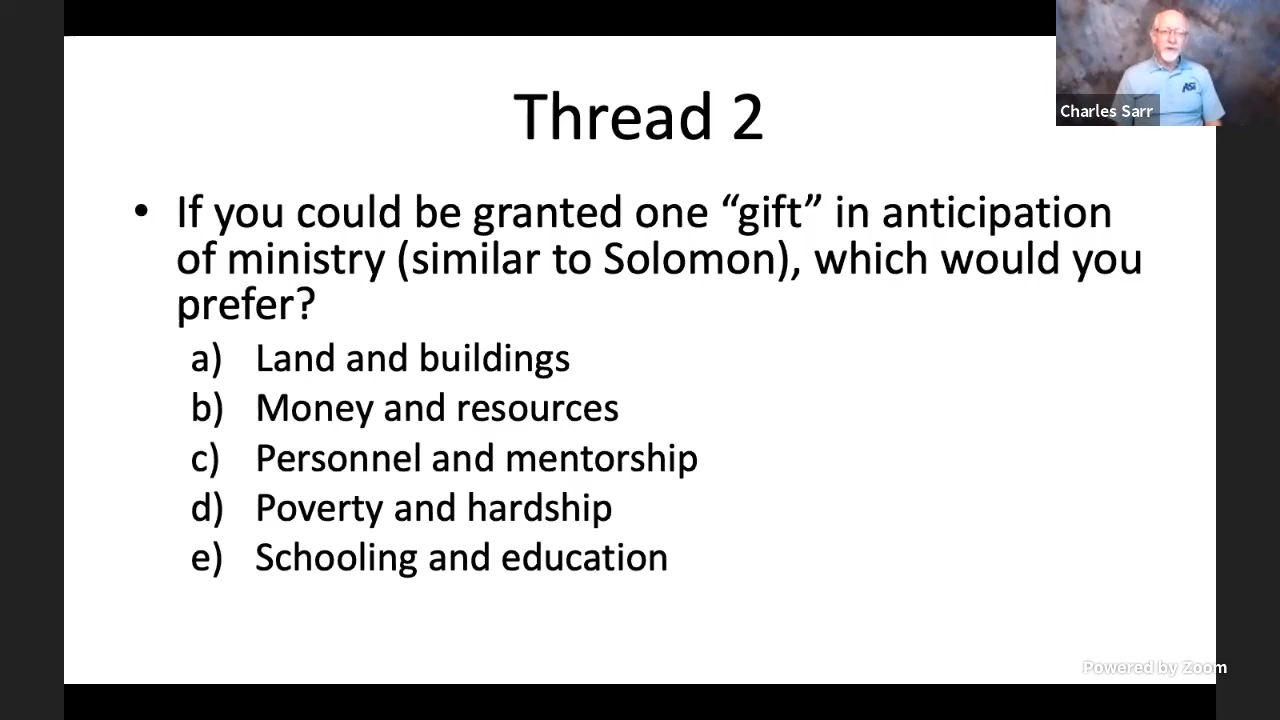 Thread 2
• If you could be granted one “gift” in anticipation
of ministry (similar to Solomon), which would you
prefer?
a) Land and buildings
b) Money and resources
c) Personnel and mentorship
d) Poverty and hardship
e) Schooling and education
ASi
Charles Sarr
Powered by Zoom